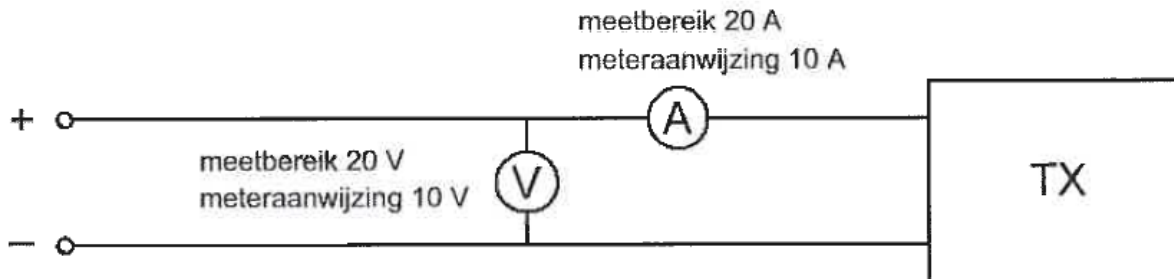 meetbereik 20 A
meteraanwijzing 10 A
+
A
meetbereik 20 V
meteraanwijzing 10 V
V
TX
−